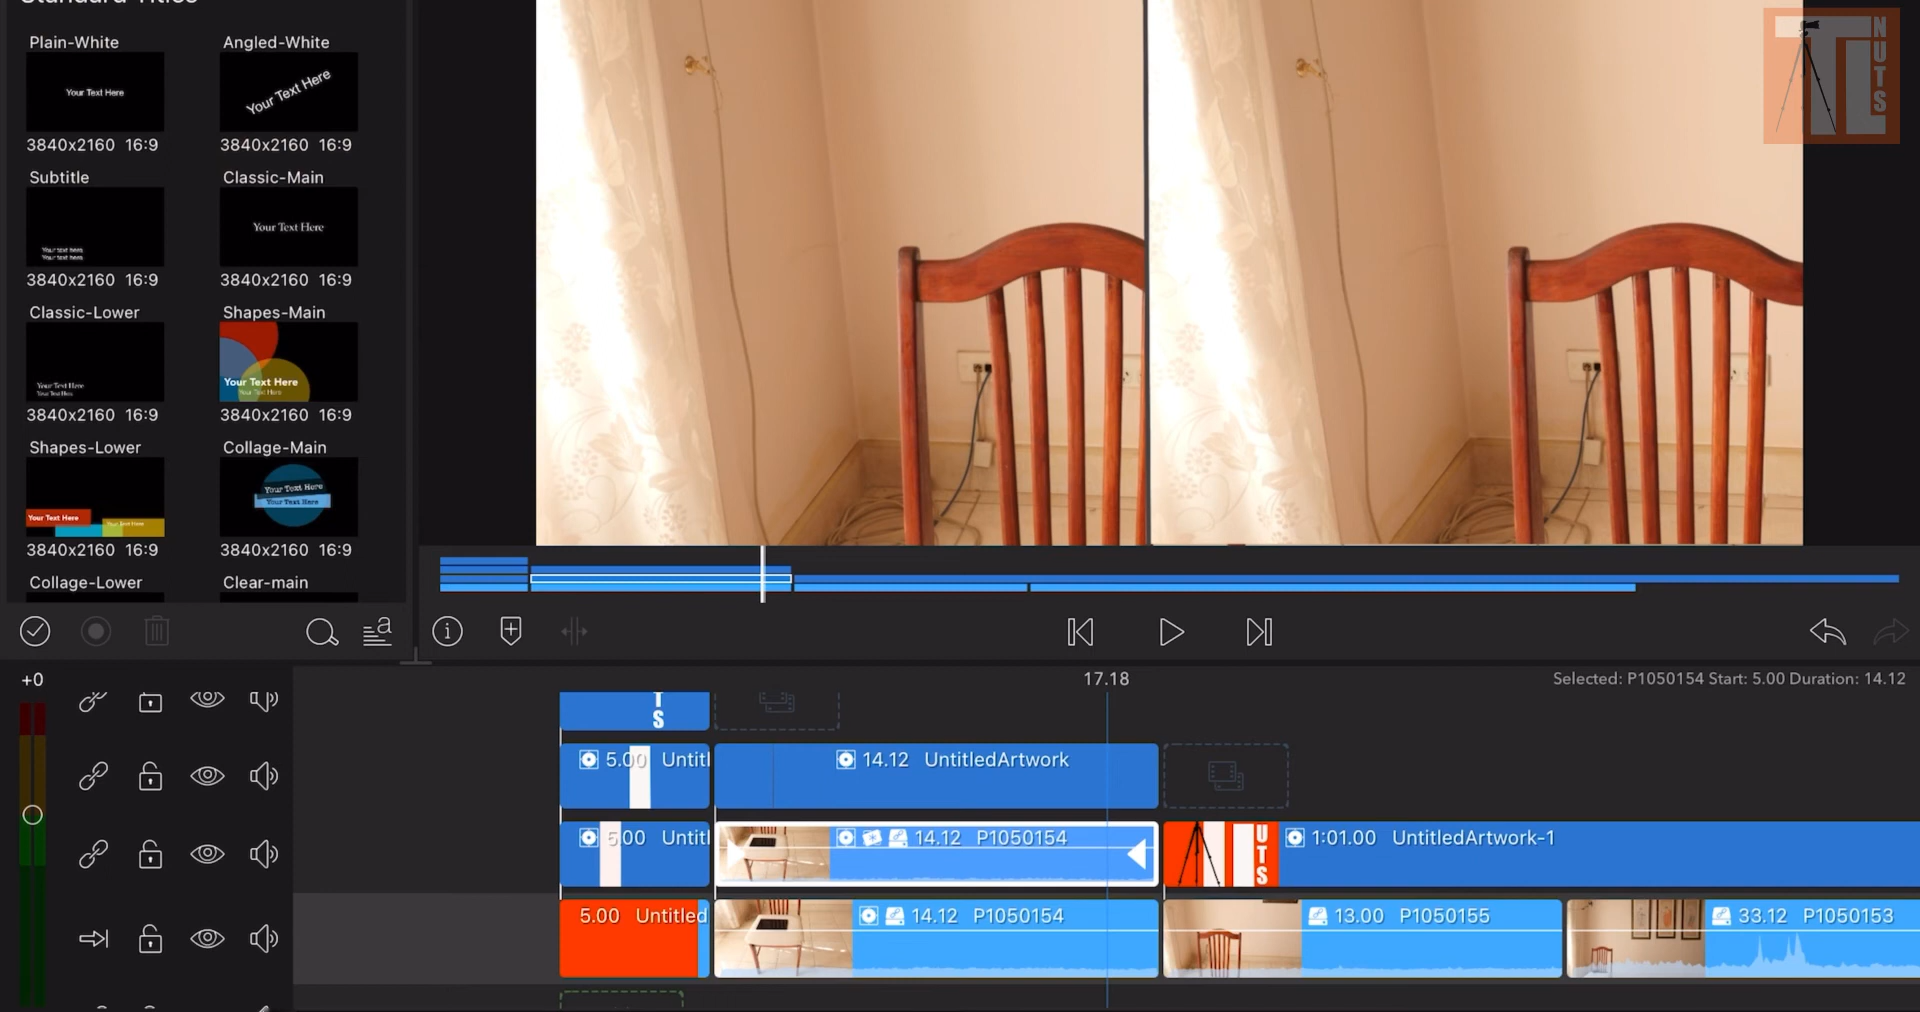 Standard Titles
Plain-White
Angled-White
Your Text Here
Your Text Here
3840x2160 16:9
3840x2160 16:9
Subtitle
Classic-Main
Your text here
Your text here
Your Text Here
3840x2160 16:9
3840x2160 16:9
Classic-Lower
Shapes-Main
Your Text Here
Your Text Here
Your Text Here
Your Text Here
3840x2160 16:9
3840x2160 16:9
Shapes-Lower
Collage-Main
Your Text Here
Your Text Here
Your Text Here
Your Text Here
3840x2160 16:9
3840x2160 16:9
Collage-Lower
Clear-main
TL NUTS
+0
17.18
Selected: P1050154 Start: 5.00 Duration: 14.12
T
S
5.00 Untitl
14.12 UntitledArtwork
5.00 Untitl
14.12 P1050154
UTS
1:01.00 UntitledArtwork-1
5.00 Untitled
14.12 P1050154
13.00 P1050155
33.12 P1050153